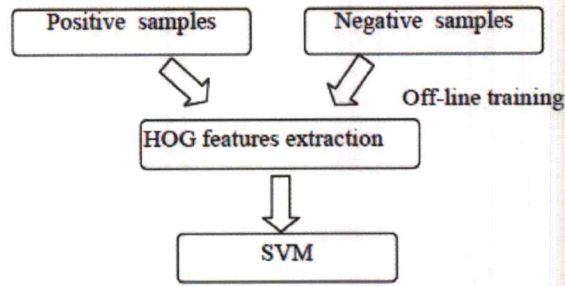 Positive samples
Negative samples
Off-line training
HOG features extraction
SVM